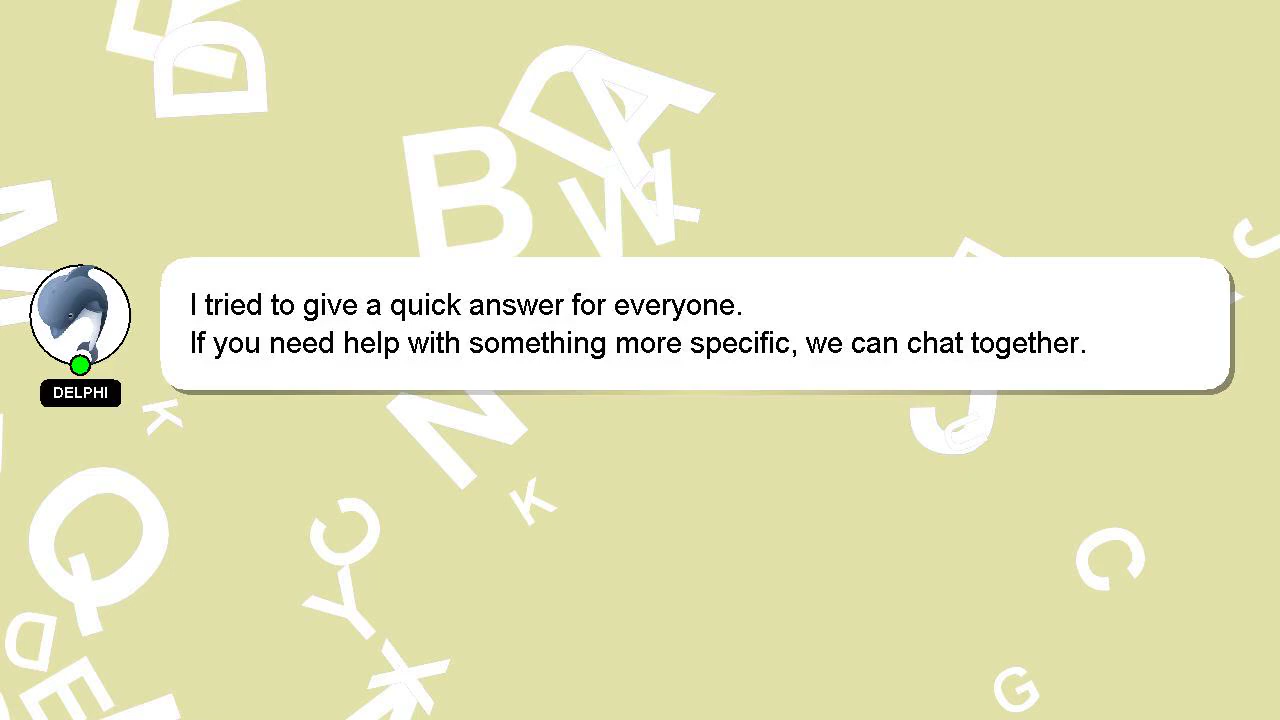 I tried to give a quick answer for everyone.
If you need help with something more specific, we can chat together.
DELPHI